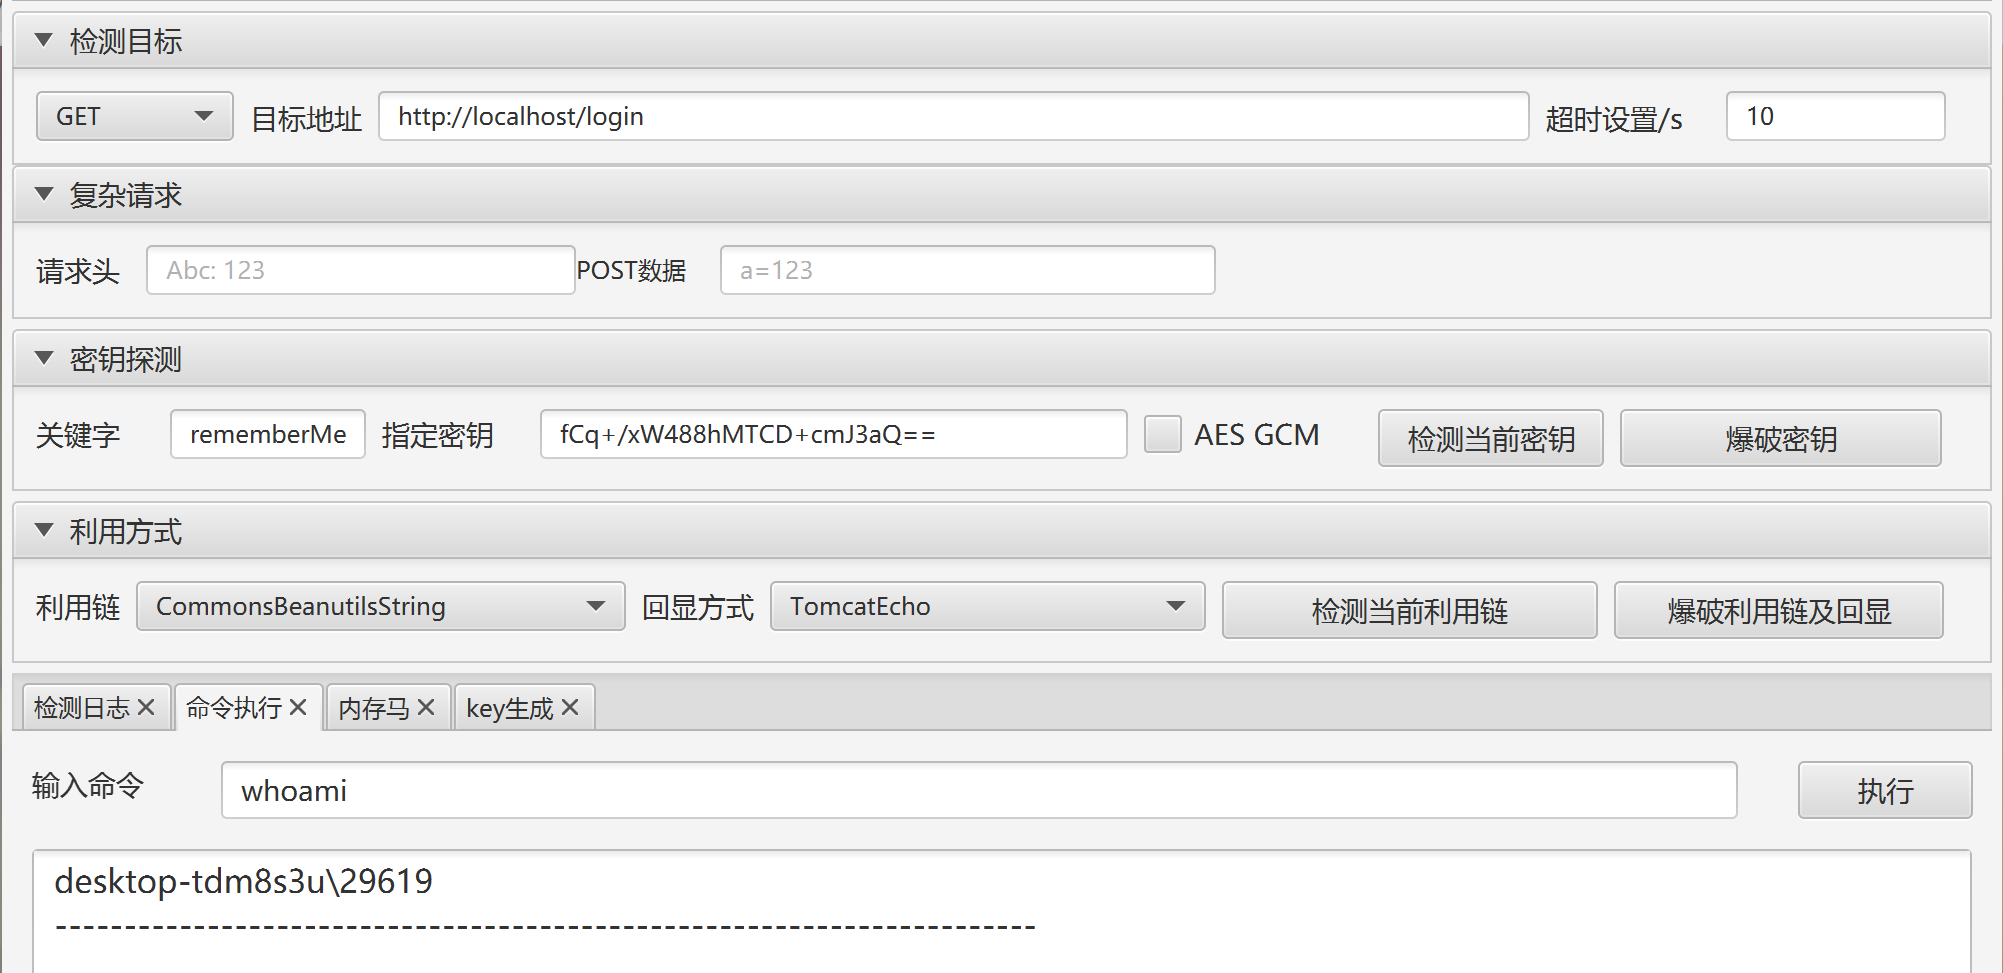 检测目标
GET 目标地址 http://localhost/login 超时设置/s 10
复杂请求
请求头 Abc: 123 POST数据 a=123
密钥探测
关键字 rememberMe 指定密钥 fCq+/xW488hMTCD+cmJ3aQ== AES GCM 检测当前密钥 爆破密钥
利用方式
利用链 CommonsBeanutilsString 回显方式 TomcatEcho 检测当前利用链 爆破利用链及回显
检测日志 命令执行 内存马 key生成
输入命令 whoami 执行
desktop-tdm8s3u\29619
-----------------------------------------------------------------------